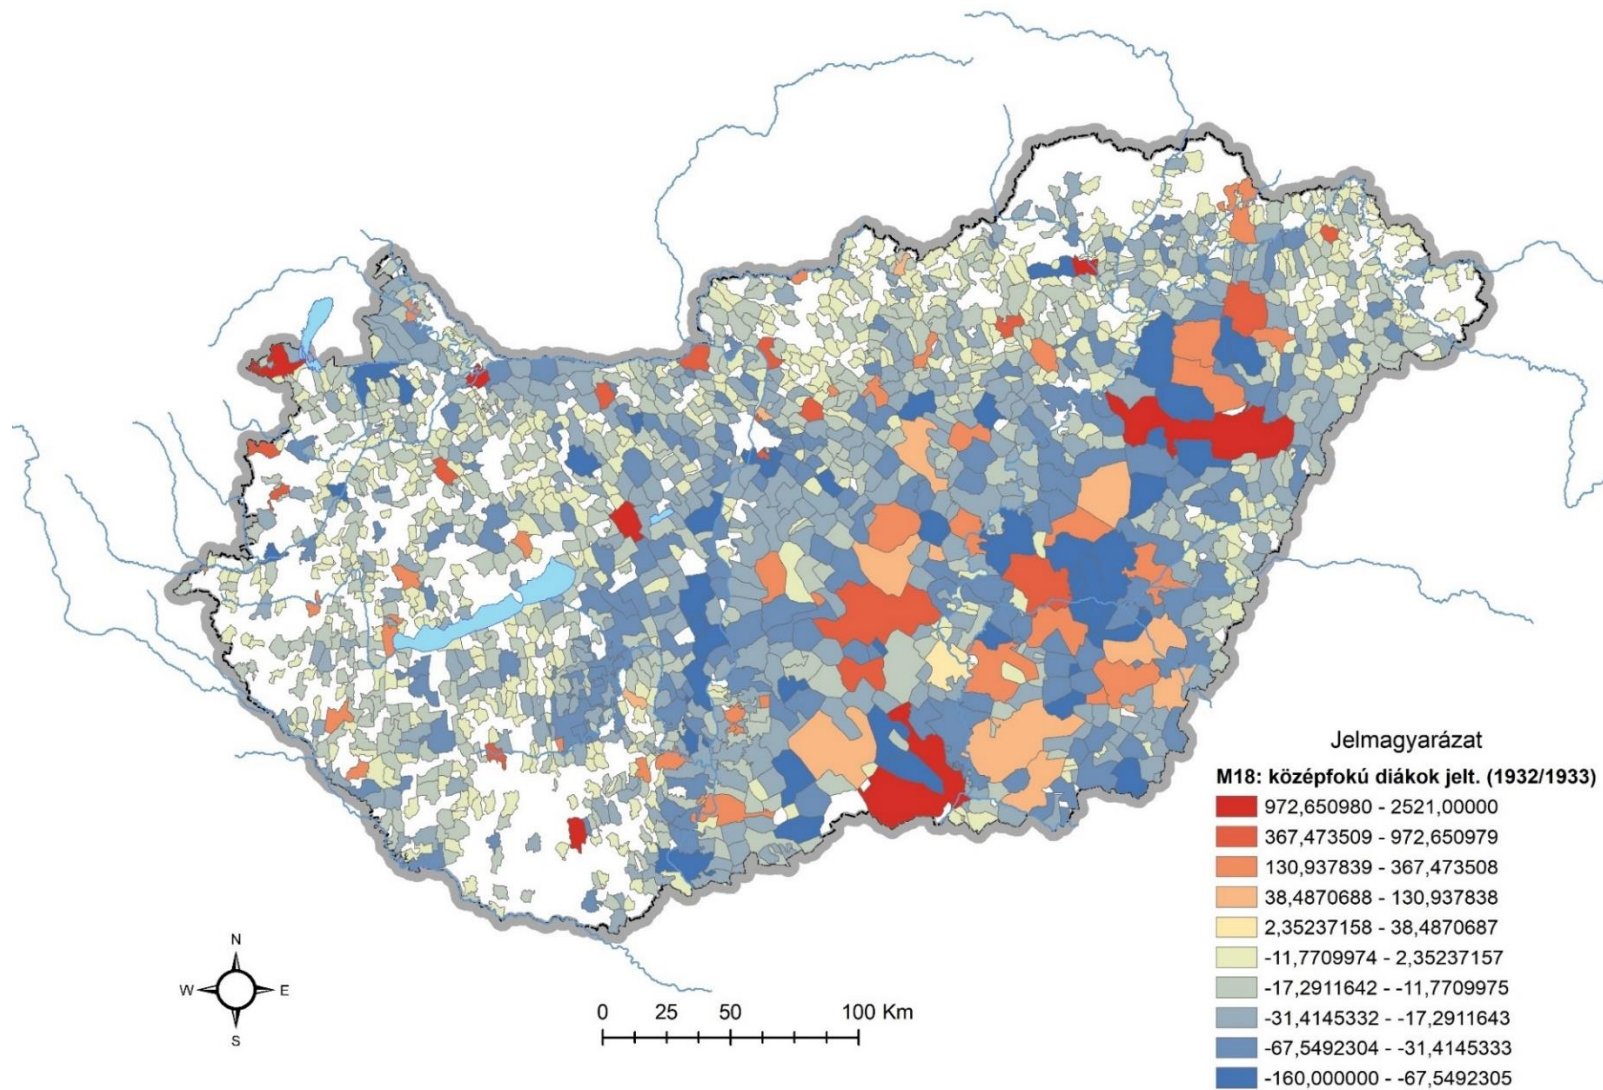 Jelmagyarázat
M18: középfokú diákok jelt. (1932/1933)
972,650980 - 2521,00000
367,473509 - 972,650979
130,937839 - 367,473508
38,4870688 - 130,937838
2,35237158 - 38,4870687
-11,7709974 - 2,35237157
-17,2911642 - -11,7709975
-31,4145332 - -17,2911643
-67,5492304 - -31,4145333
-160,000000 - -67,5492305
N
W E
S
0 25 50 100 Km